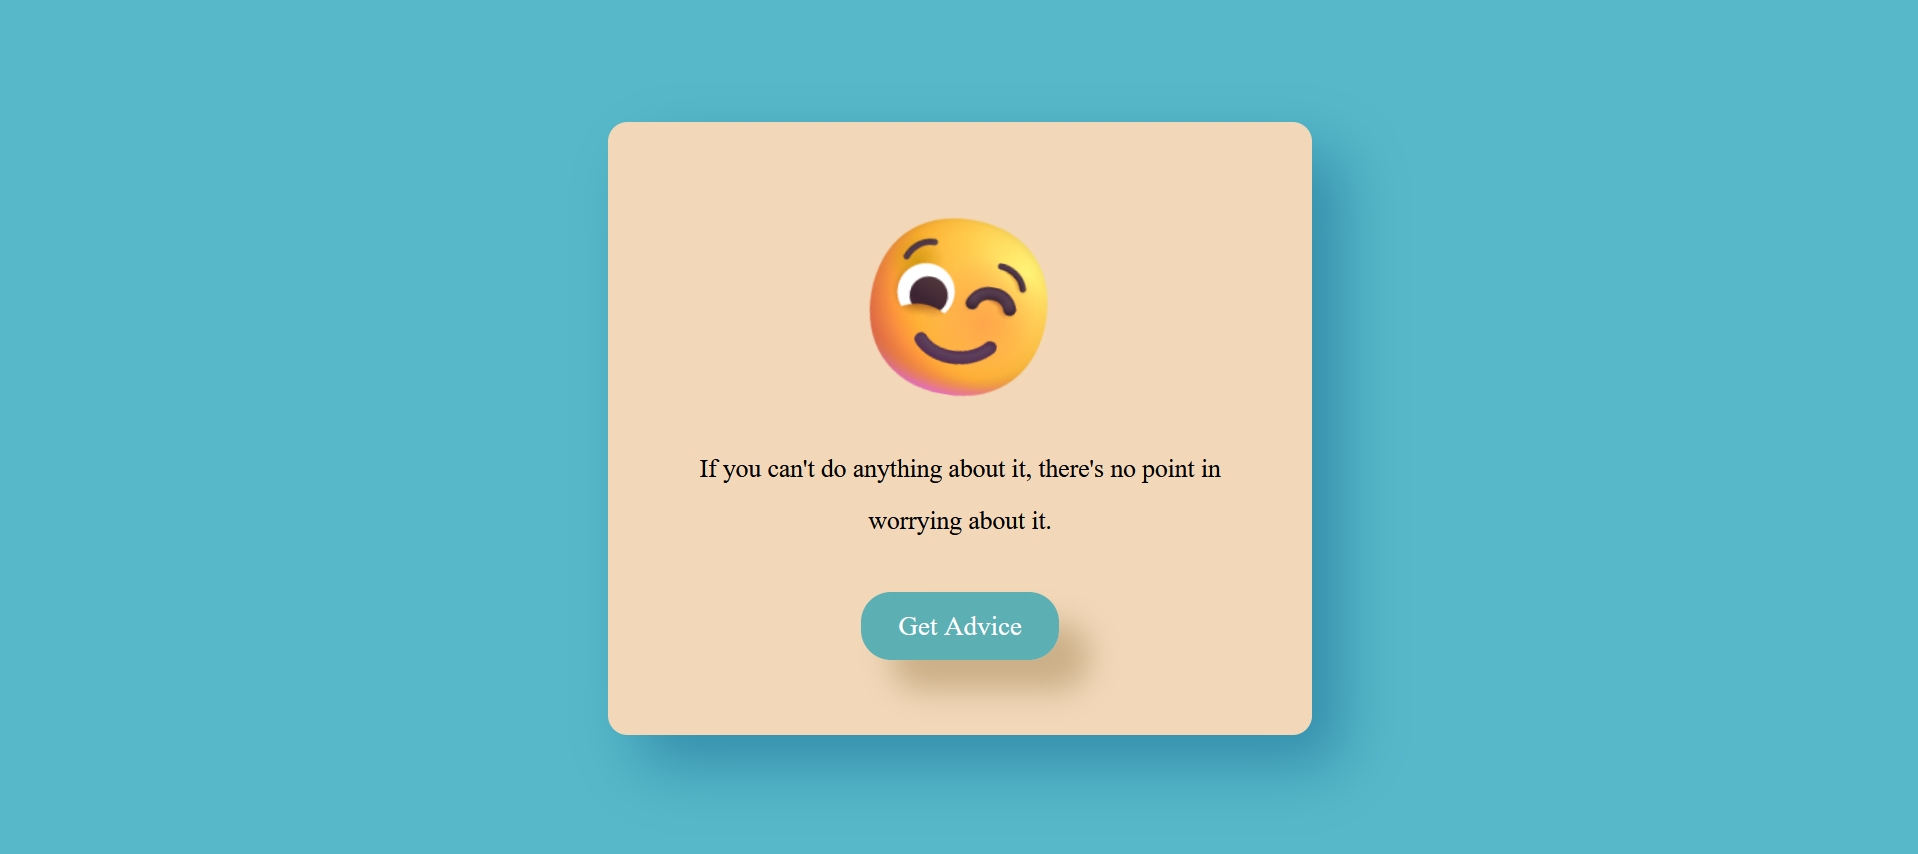 If you can't do anything about it, there's no point in
worrying about it.
Get Advice